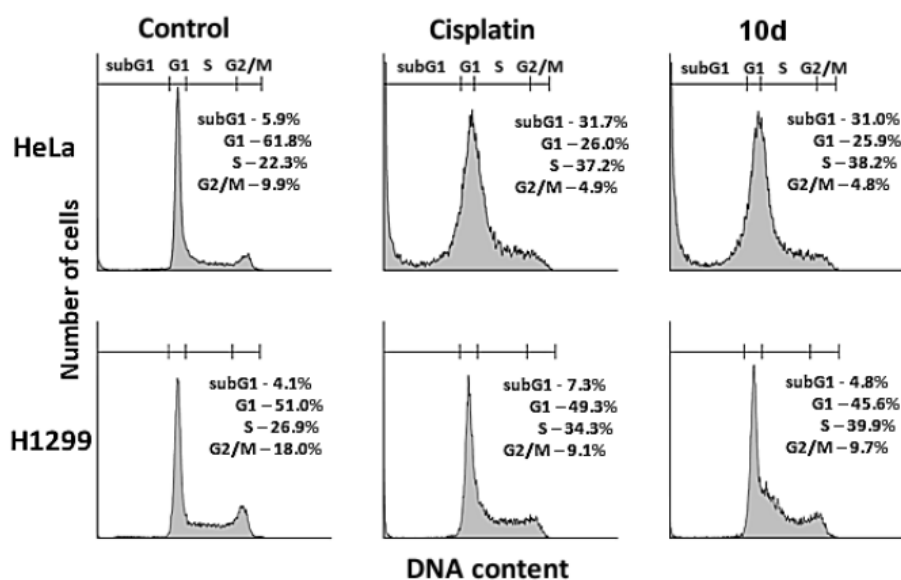 Control
Cisplatin
10d
HeLa
H1299
Number of cells
subG1 G1 S G2/M
subG1 - 5.9%
G1 – 61.8%
S – 22.3%
G2/M – 9.9%
subG1 G1 S G2/M
subG1 - 31.7%
G1 – 26.0%
S – 37.2%
G2/M – 4.9%
subG1 G1 S G2/M
subG1 - 31.0%
G1 – 25.9%
S – 38.2%
G2/M – 4.8%
subG1 - 4.1%
G1 – 51.0%
S – 26.9%
G2/M – 18.0%
subG1 - 7.3%
G1 – 49.3%
S – 34.3%
G2/M – 9.1%
subG1 - 4.8%
G1 – 45.6%
S – 39.9%
G2/M – 9.7%
DNA content